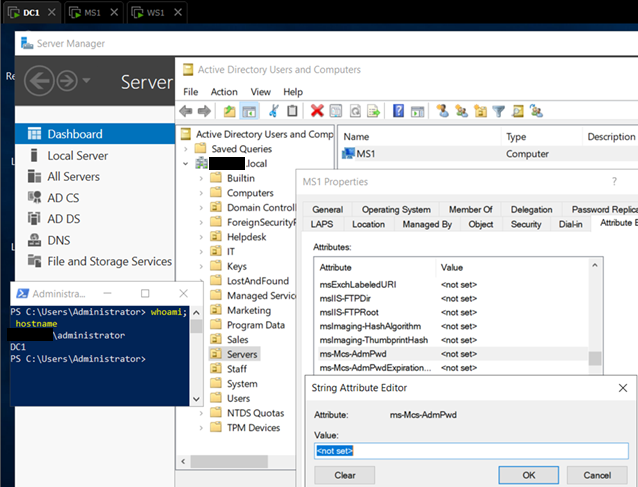 DC1
MS1
WS1
Server Manager
Server
Dashboard
Local Server
All Servers
AD CS
AD DS
DNS
File and Storage Services
Active Directory Users and Computers
File Action View Help
Active Directory Users and Comp
Saved Queries
.local
Builtin
Computers
Domain Controll
ForeignSecurityF
Helpdesk
IT
Keys
LostAndFound
Managed Service
Marketing
Program Data
Sales
Servers
Staff
System
Users
NTDS Quotas
TPM Devices
Name Type Description
MS1 Computer
MS1 Properties
General Operating System Member Of Delegation Password Replica
LAPS Location Managed By Object Security Dial-in Attribute E
Attributes:
Attribute Value
msExchLabeledURI <not set>
msIIS-FTPDir <not set>
msIIS-FTPRoot <not set>
msImaging-HashAlgorithm <not set>
msImaging-ThumbprintHash <not set>
ms-Mcs-AdmPwd <not set>
ms-Mcs-AdmPwdExpiration... <not set>
String Attribute Editor
Attribute: ms-Mcs-AdmPwd
Value:
<not set>
Clear OK Cancel
Administra...
PS C:\Users\Administrator> whoami;
hostname
\administrator
DC1
PS C:\Users\Administrator>